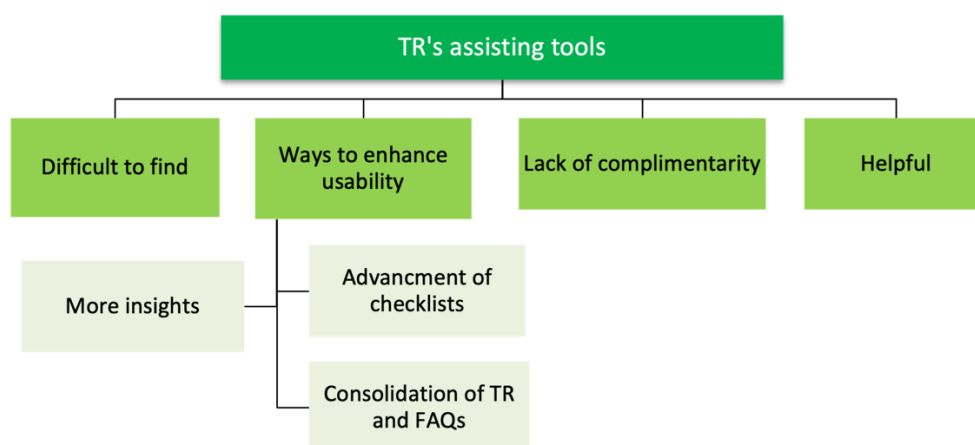 TR's assisting tools
Difficult to find
Ways to enhance
usability
Lack of complimentarity
Helpful
More insights
Advancment of
checklists
Consolidation of TR
and FAQs